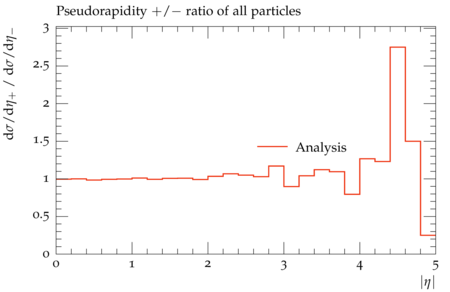 Pseudorapidity +/− ratio of all particles
dσ/dη₊ / dσ/dη₋
3
2.5
2
1.5
1
0.5
0
Analysis
0 1 2 3 4 5
|η|